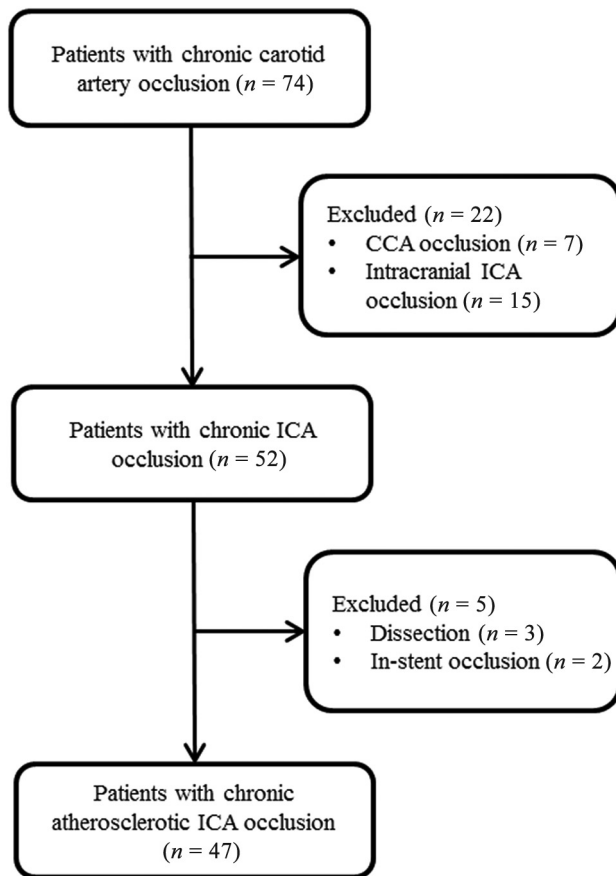 Patients with chronic carotid
artery occlusion (n = 74)
Excluded (n = 22)
• CCA occlusion (n = 7)
• Intracranial ICA
occlusion (n = 15)
Patients with chronic ICA
occlusion (n = 52)
Excluded (n = 5)
• Dissection (n = 3)
• In-stent occlusion (n = 2)
Patients with chronic
atherosclerotic ICA occlusion
(n = 47)